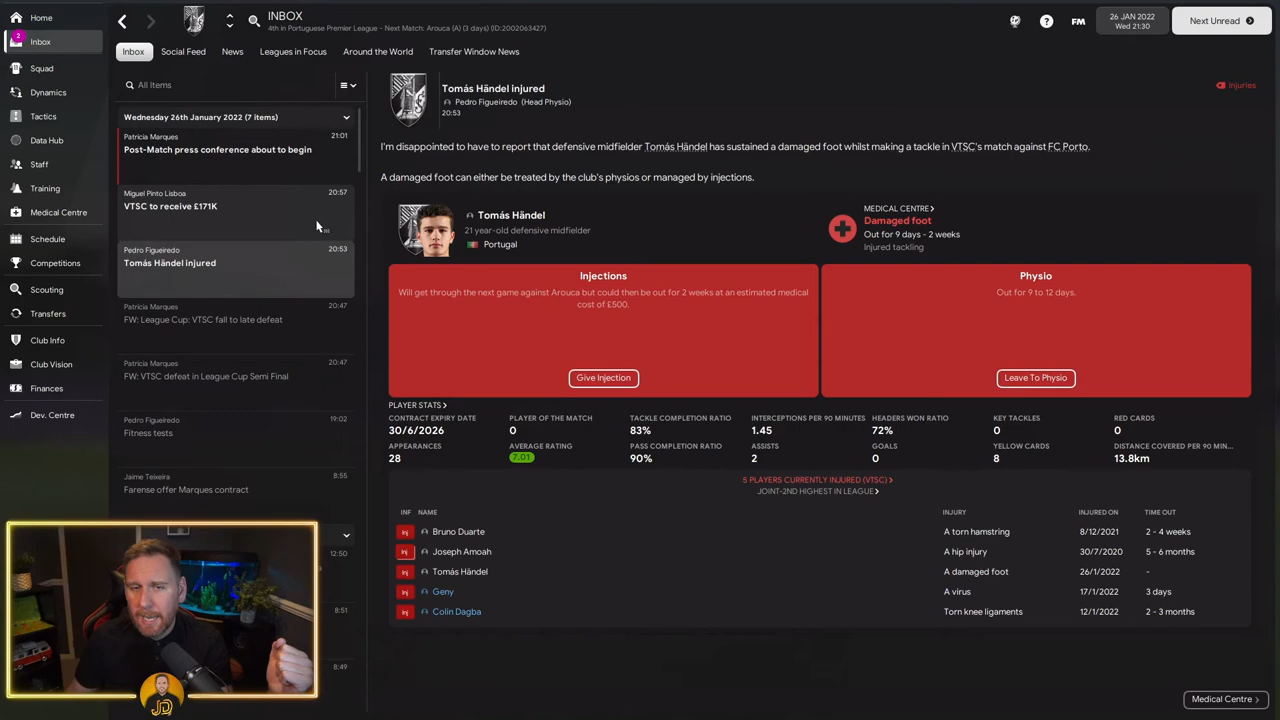 Home
2
Inbox
Squad
Dynamics
Tactics
Data Hub
Staff
Training
Medical Centre
Schedule
Competitions
Scouting
Transfers
Club Info
Club Vision
Finances
Dev. Centre
INBOX
4th in Portuguese Premier League - Next Match: Arouca (A) (3 days) (ID:2002063427)
? FM
26 JAN 2022
Wed 21:30
Next Unread
Inbox Social Feed News Leagues in Focus Around the World Transfer Window News
All Items
Wednesday 26th January 2022 (7 items)
Patrícia Marques 21:01
Post-Match press conference about to begin
Miguel Pinto Lisboa 20:57
VTSC to receive £171K
Pedro Figueiredo 20:53
Tomás Händel injured
Patrícia Marques 20:47
FW: League Cup: VTSC fall to late defeat
Patrícia Marques 20:47
FW: VTSC defeat in League Cup Semi Final
Pedro Figueiredo 19:02
Fitness tests
Jaime Teixeira 8:55
Farense offer Marques contract
12:50
8:51
8:49
JD
Tomás Händel injured
Pedro Figueiredo (Head Physio)
20:53
Injuries
I'm disappointed to have to report that defensive midfielder Tomás Händel has sustained a damaged foot whilst making a tackle in VTSC's match against FC Porto.
A damaged foot can either be treated by the club's physios or managed by injections.
Tomás Händel
21 year-old defensive midfielder
Portugal
MEDICAL CENTRE
Damaged foot
Out for 9 days - 2 weeks
Injured tackling
Injections
Will get through the next game against Arouca but could then be out for 2 weeks at an estimated medical
cost of £500.
Give Injection
Physio
Out for 9 to 12 days.
Leave To Physio
PLAYER STATS
CONTRACT EXPIRY DATE PLAYER OF THE MATCH TACKLE COMPLETION RATIO INTERCEPTIONS PER 90 MINUTES HEADERS WON RATIO KEY TACKLES RED CARDS
30/6/2026 0 83% 1.45 72% 0 0
APPEARANCES AVERAGE RATING PASS COMPLETION RATIO ASSISTS GOALS YELLOW CARDS DISTANCE COVERED PER 90 MIN...
28 7.01 90% 2 0 8 13.8km
5 PLAYERS CURRENTLY INJURED (VTSC)
JOINT-2ND HIGHEST IN LEAGUE
INF NAME INJURY INJURED ON TIME OUT
Inj Bruno Duarte A torn hamstring 8/12/2021 2 - 4 weeks
Inj Joseph Amoah A hip injury 30/7/2020 5 - 6 months
Inj Tomás Händel A damaged foot 26/1/2022 -
Inj Geny A virus 17/1/2022 3 days
Inj Colin Dagba Torn knee ligaments 12/1/2022 2 - 3 months
Medical Centre